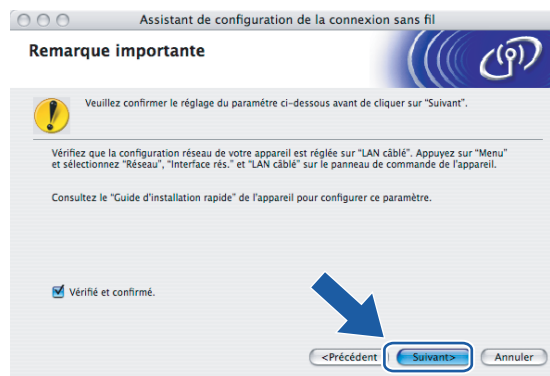 Assistant de configuration de la connexion sans fil
Remarque importante
Veuillez confirmer le réglage du paramétre ci-dessous avant de cliquer sur "Suivant".
Vérifiez que la configuration réseau de votre appareil est réglée sur "LAN câblé". Appuyez sur "Menu"
et sélectionnez "Réseau", "Interface rés." et "LAN câblé" sur le panneau de commande de l'appareil.
Consultez le "Guide d'installation rapide" de l'appareil pour configurer ce paramètre.
Vérifié et confirmé.
<Précédent
Suivant>
Annuler